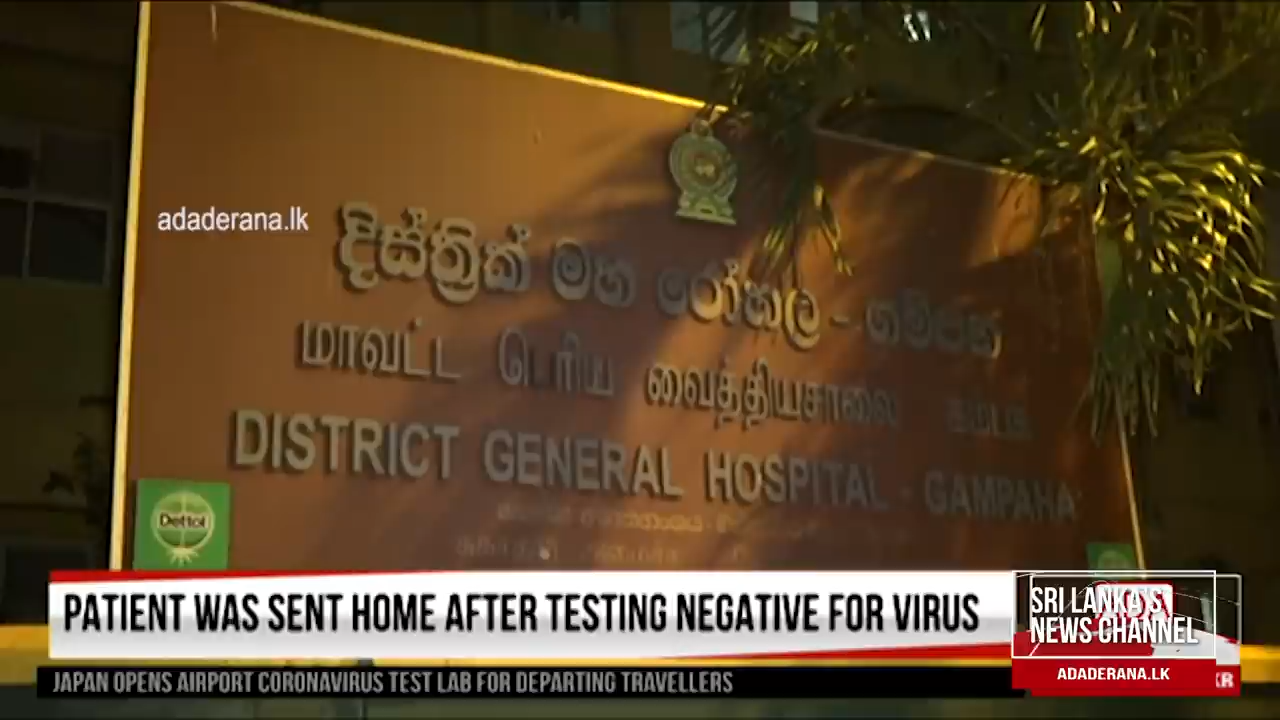 adaderana.lk
දිස්ත්‍රික් මහ රෝහල - ගම්පහ
மாவட்ட பெரிய வைத்தியசாலை
DISTRICT GENERAL HOSPITAL - GAMPAHA
Dettol
PATIENT WAS SENT HOME AFTER TESTING NEGATIVE FOR VIRUS
SRI LANKA'S
NEWS CHANNEL
ADADERANA.LK
JAPAN OPENS AIRPORT CORONAVIRUS TEST LAB FOR DEPARTING TRAVELLERS